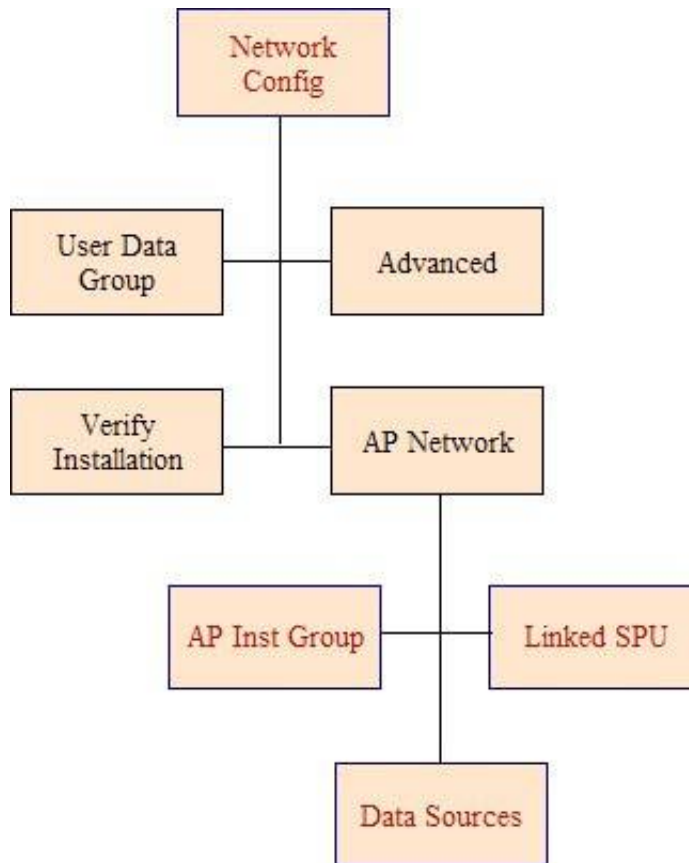 Network
Config
User Data
Group
Advanced
Verify
Installation
AP Network
AP Inst Group
Linked SPU
Data Sources